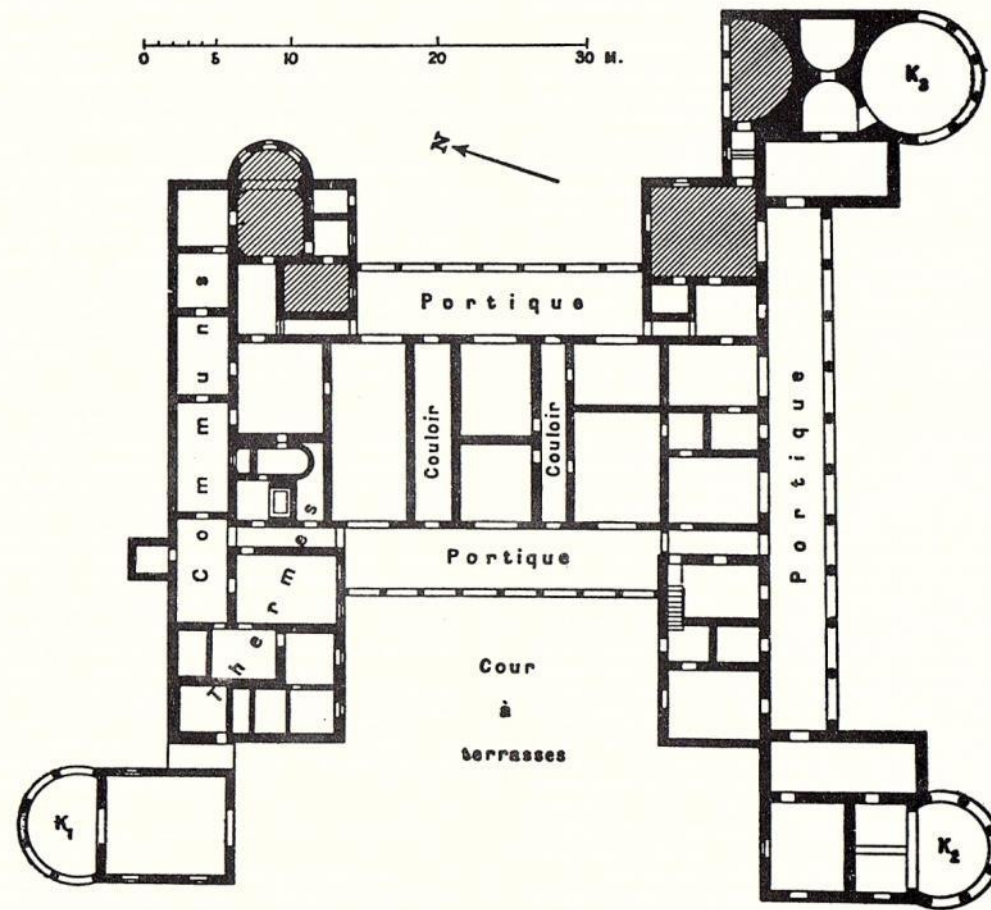 0 5 10 20 30 M.
N
K3
Portique
Communs
Couloir
Couloir
Portique
Portique
Thermes
Cour
à
terrasses
K1
K2